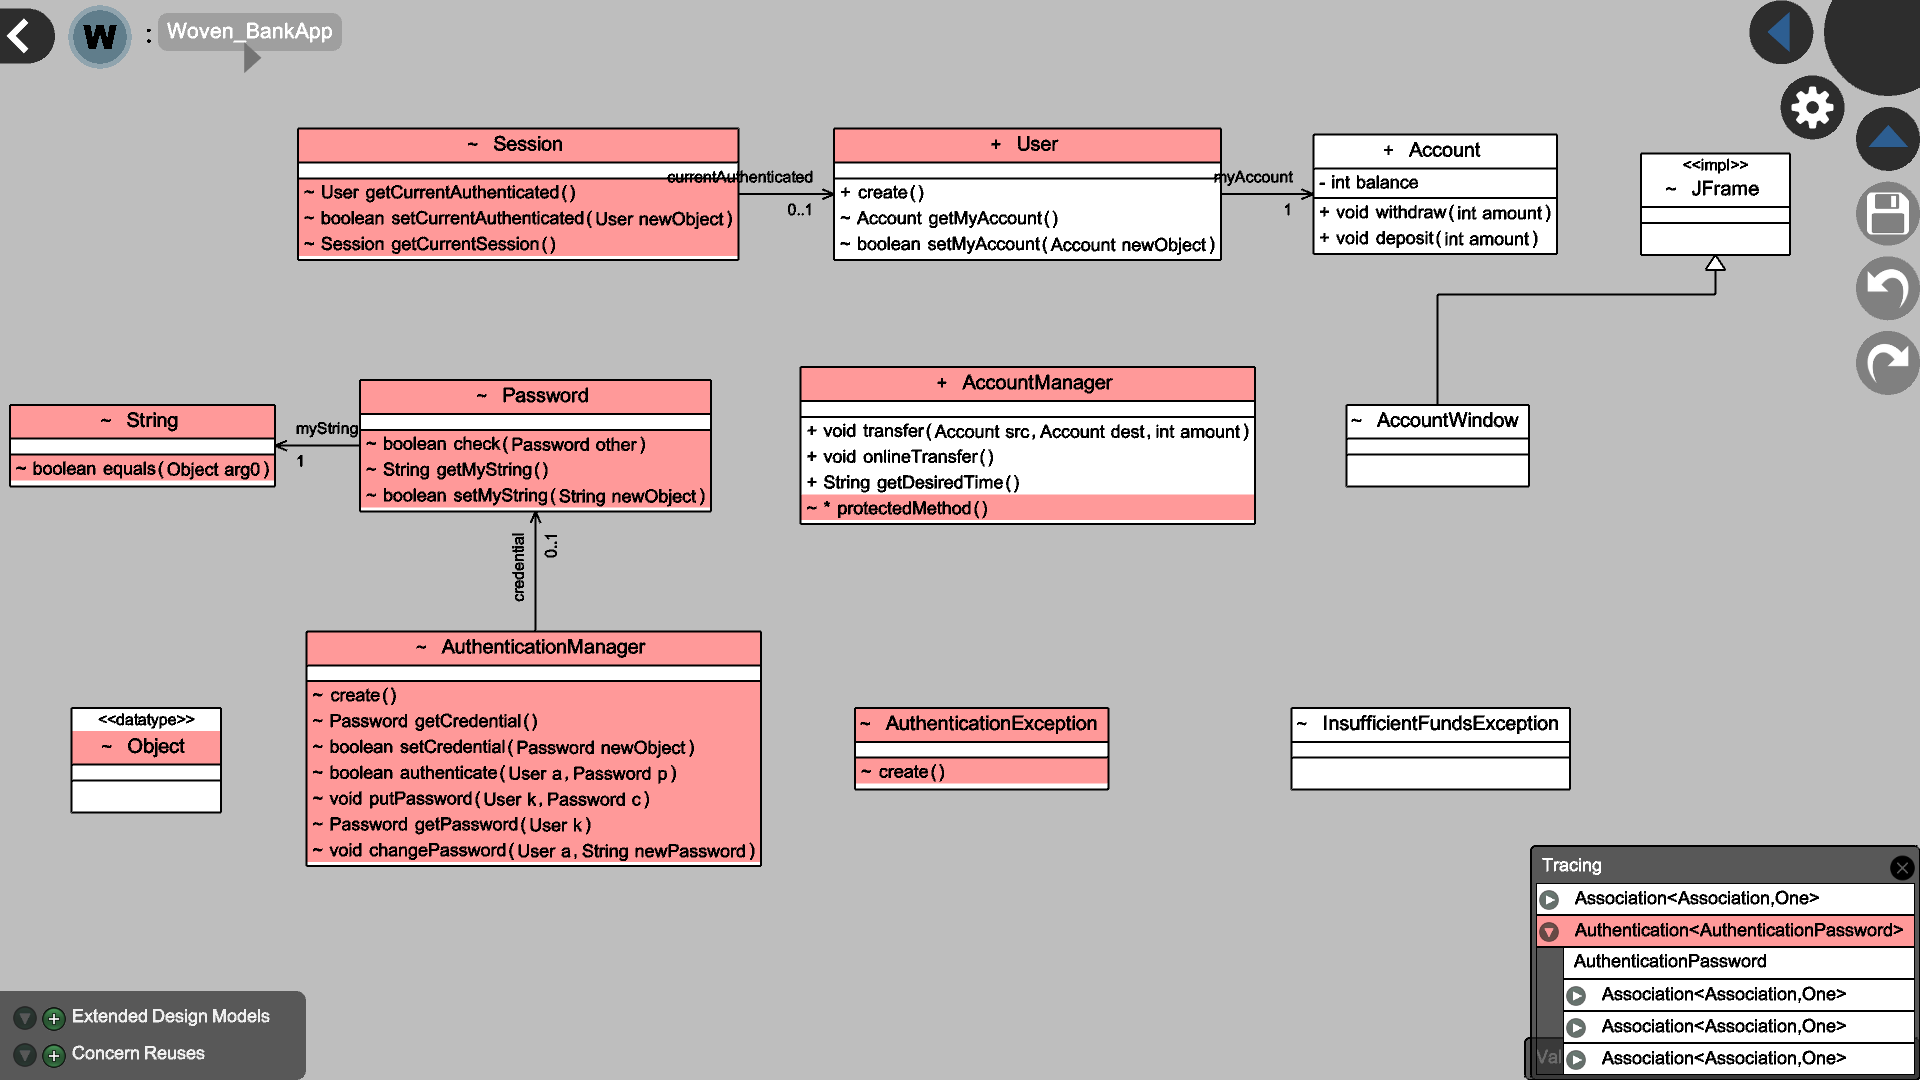 W : Woven_BankApp
~ Session
~ User getCurrentAuthenticated()
~ boolean setCurrentAuthenticated(User newObject)
~ Session getCurrentSession()
currentAuthenticated
0..1
+ User
+ create()
~ Account getMyAccount()
~ boolean setMyAccount(Account newObject)
myAccount
1
+ Account
- int balance
+ void withdraw(int amount)
+ void deposit(int amount)
<<impl>>
~ JFrame
~ String
~ boolean equals(Object arg0)
myString
1
~ Password
~ boolean check(Password other)
~ String getMyString()
~ boolean setMyString(String newObject)
+ AccountManager
+ void transfer(Account src, Account dest, int amount)
+ void onlineTransfer()
+ String getDesiredTime()
~ * protectedMethod()
~ AccountWindow
credential
0..1
~ AuthenticationManager
~ create()
~ Password getCredential()
~ boolean setCredential(Password newObject)
~ boolean authenticate(User a, Password p)
~ void putPassword(User k, Password c)
~ Password getPassword(User k)
~ void changePassword(User a, String newPassword)
<<datatype>>
~ Object
~ AuthenticationException
~ create()
~ InsufficientFundsException
Tracing
Association<Association,One>
Authentication<AuthenticationPassword>
AuthenticationPassword
Association<Association,One>
Association<Association,One>
Val
Association<Association,One>
Extended Design Models
Concern Reuses